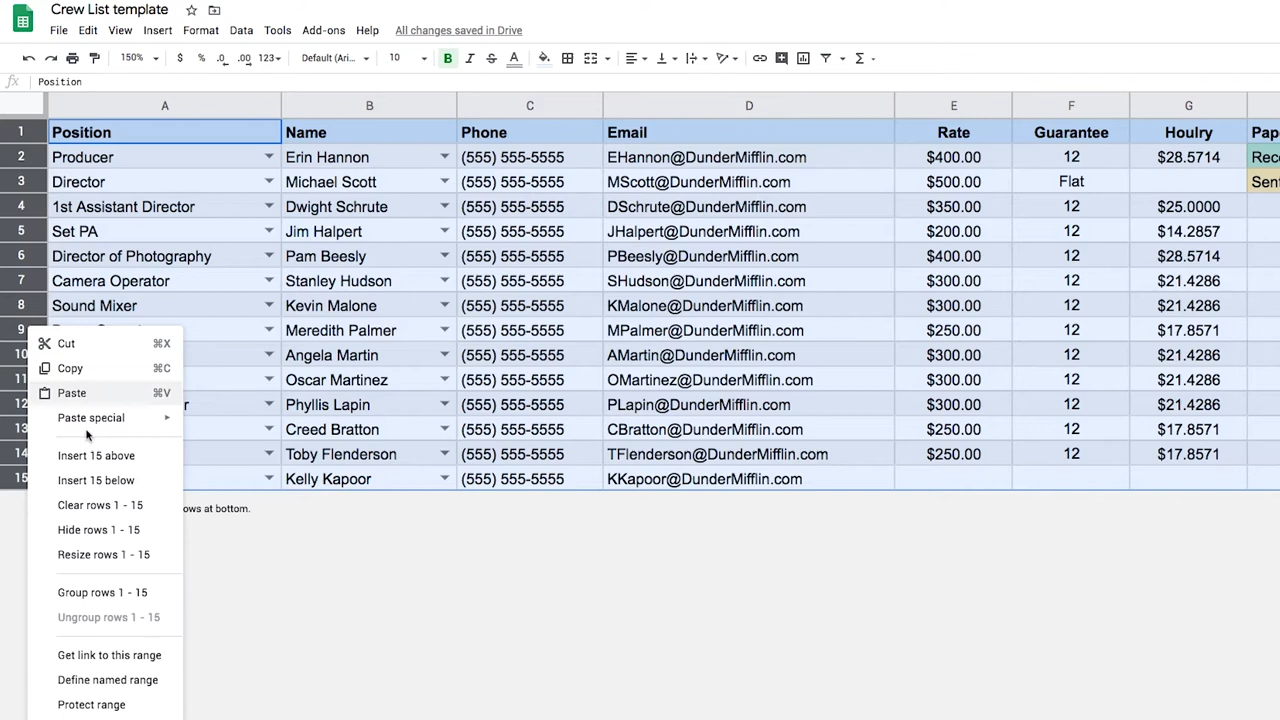 Crew List template
File Edit View Insert Format Data Tools Add-ons Help All changes saved in Drive
150% $ % .0 .00 123 Default (Ari... 10 B I S A
fx Position
A B C D E F G
1 Position Name Phone Email Rate Guarantee Houlry Pap
2 Producer Erin Hannon (555) 555-5555 EHannon@DunderMifflin.com $400.00 12 $28.5714 Rec
3 Director Michael Scott (555) 555-5555 MScott@DunderMifflin.com $500.00 Flat Sent
4 1st Assistant Director Dwight Schrute (555) 555-5555 DSchrute@DunderMifflin.com $350.00 12 $25.0000
5 Set PA Jim Halpert (555) 555-5555 JHalpert@DunderMifflin.com $200.00 12 $14.2857
6 Director of Photography Pam Beesly (555) 555-5555 PBeesly@DunderMifflin.com $400.00 12 $28.5714
7 Camera Operator Stanley Hudson (555) 555-5555 SHudson@DunderMifflin.com $300.00 12 $21.4286
8 Sound Mixer Kevin Malone (555) 555-5555 KMalone@DunderMifflin.com $300.00 12 $21.4286
9 Meredith Palmer (555) 555-5555 MPalmer@DunderMifflin.com $250.00 12 $17.8571
10 Angela Martin (555) 555-5555 AMartin@DunderMifflin.com $300.00 12 $21.4286
11 Oscar Martinez (555) 555-5555 OMartinez@DunderMifflin.com $300.00 12 $21.4286
12 r Phyllis Lapin (555) 555-5555 PLapin@DunderMifflin.com $300.00 12 $21.4286
13 Creed Bratton (555) 555-5555 CBratton@DunderMifflin.com $250.00 12 $17.8571
14 Toby Flenderson (555) 555-5555 TFlenderson@DunderMifflin.com $250.00 12 $17.8571
15 Kelly Kapoor (555) 555-5555 KKapoor@DunderMifflin.com
ows at bottom.
Cut ⌘X
Copy ⌘C
Paste ⌘V
Paste special
Insert 15 above
Insert 15 below
Clear rows 1 - 15
Hide rows 1 - 15
Resize rows 1 - 15
Group rows 1 - 15
Ungroup rows 1 - 15
Get link to this range
Define named range
Protect range